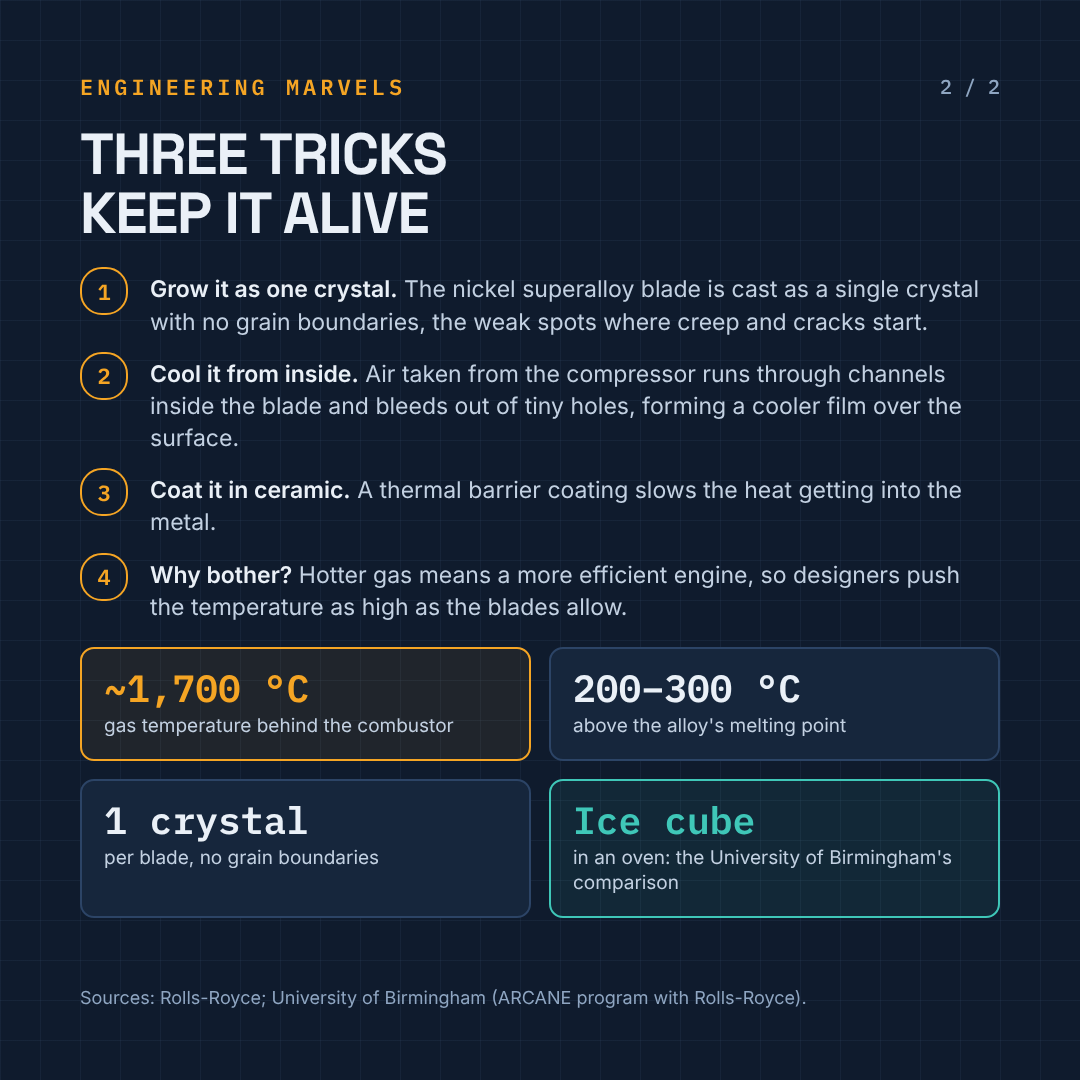 ENGINEERING MARVELS
2 / 2
THREE TRICKS
KEEP IT ALIVE
1
Grow it as one crystal. The nickel superalloy blade is cast as a single crystal
with no grain boundaries, the weak spots where creep and cracks start.
2
Cool it from inside. Air taken from the compressor runs through channels
inside the blade and bleeds out of tiny holes, forming a cooler film over the
surface.
3
Coat it in ceramic. A thermal barrier coating slows the heat getting into the
metal.
4
Why bother? Hotter gas means a more efficient engine, so designers push
the temperature as high as the blades allow.
~1,700 °C
gas temperature behind the combustor
200–300 °C
above the alloy's melting point
1 crystal
per blade, no grain boundaries
Ice cube
in an oven: the University of Birmingham's
comparison
Sources: Rolls-Royce; University of Birmingham (ARCANE program with Rolls-Royce).